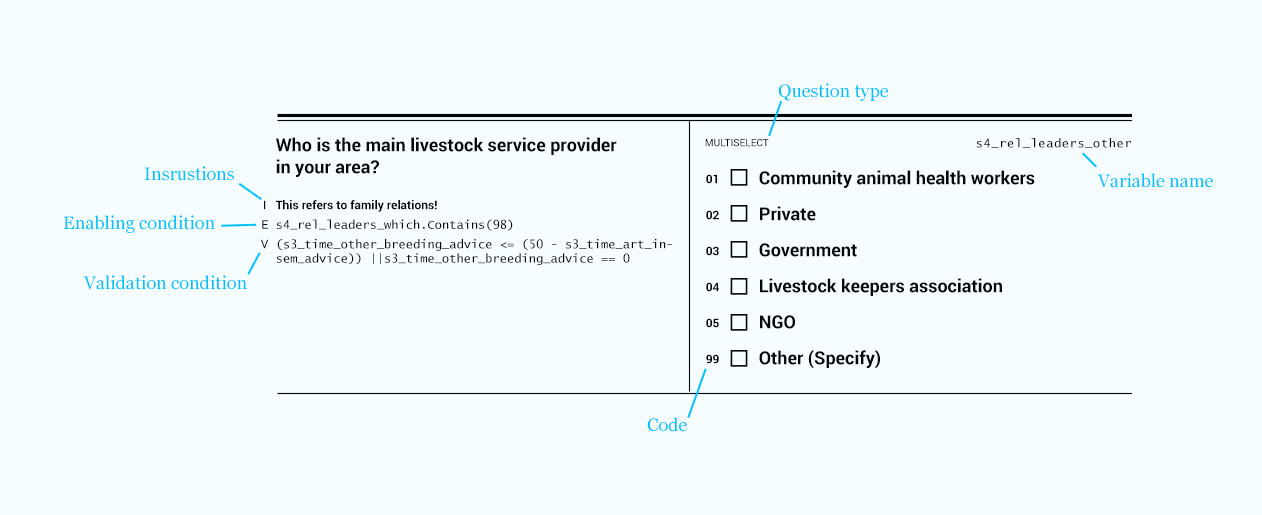 Question type
Who is the main livestock service provider
in your area?
MULTISELECT
s4_rel_leaders_other
Insrustions
Variable name
I This refers to family relations!
Enabling condition
E s4_rel_leaders_which.Contains(98)
V (s3_time_other_breeding_advice <= (50 - s3_time_art_in-
sem_advice)) ||s3_time_other_breeding_advice == 0
Validation condition
01 Community animal health workers
02 Private
03 Government
04 Livestock keepers association
05 NGO
99 Other (Specify)
Code